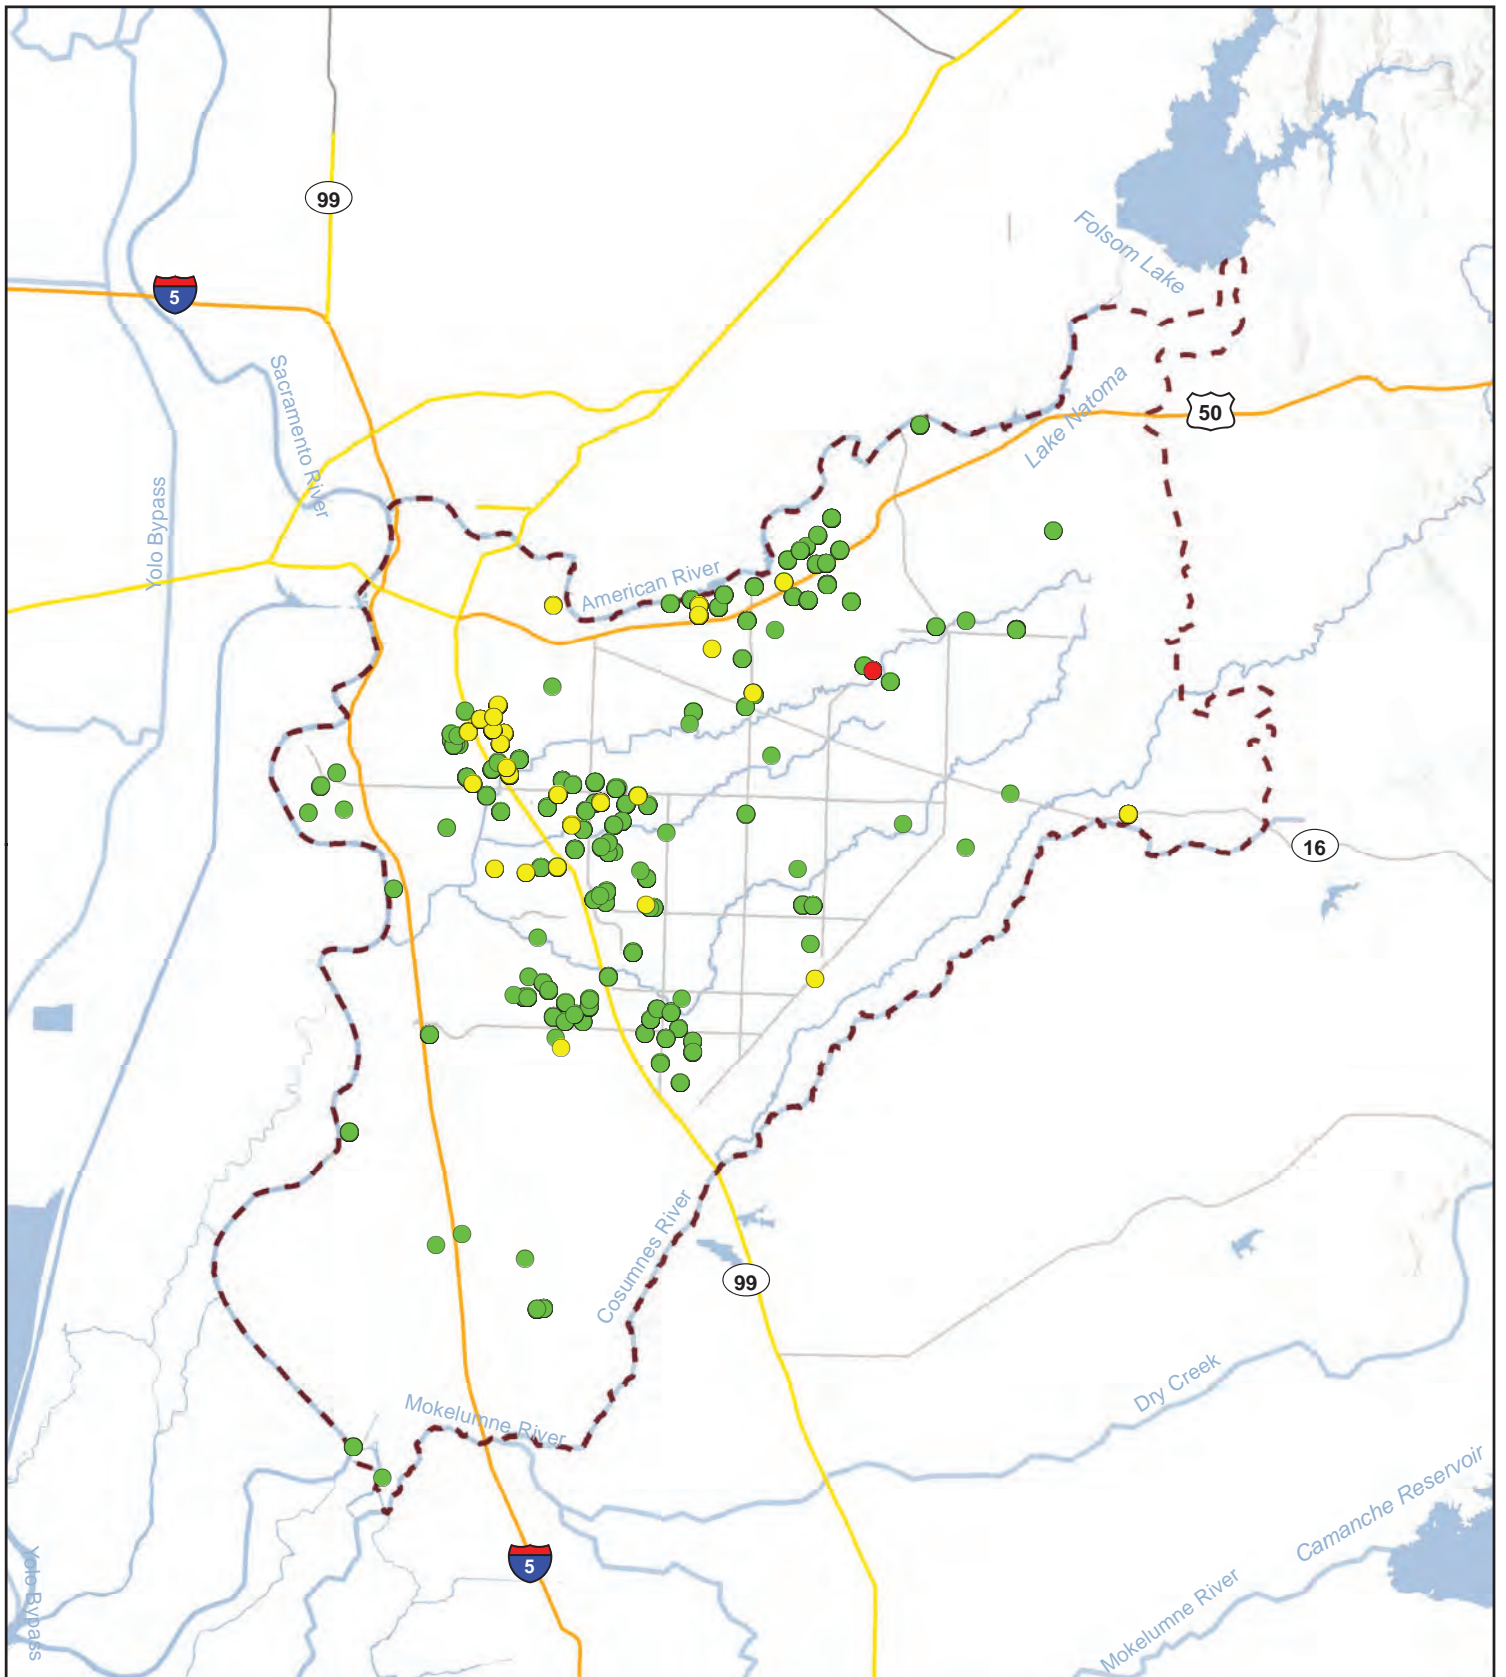 99
Folsom Lake
5
Sacramento River
Lake Natoma
50
Yolo Bypass
American River
16
Cosumnes River
99
Dry Creek
Mokelumne River
Camanche Reservoir
5
Yolo Bypass
Mokelumne River